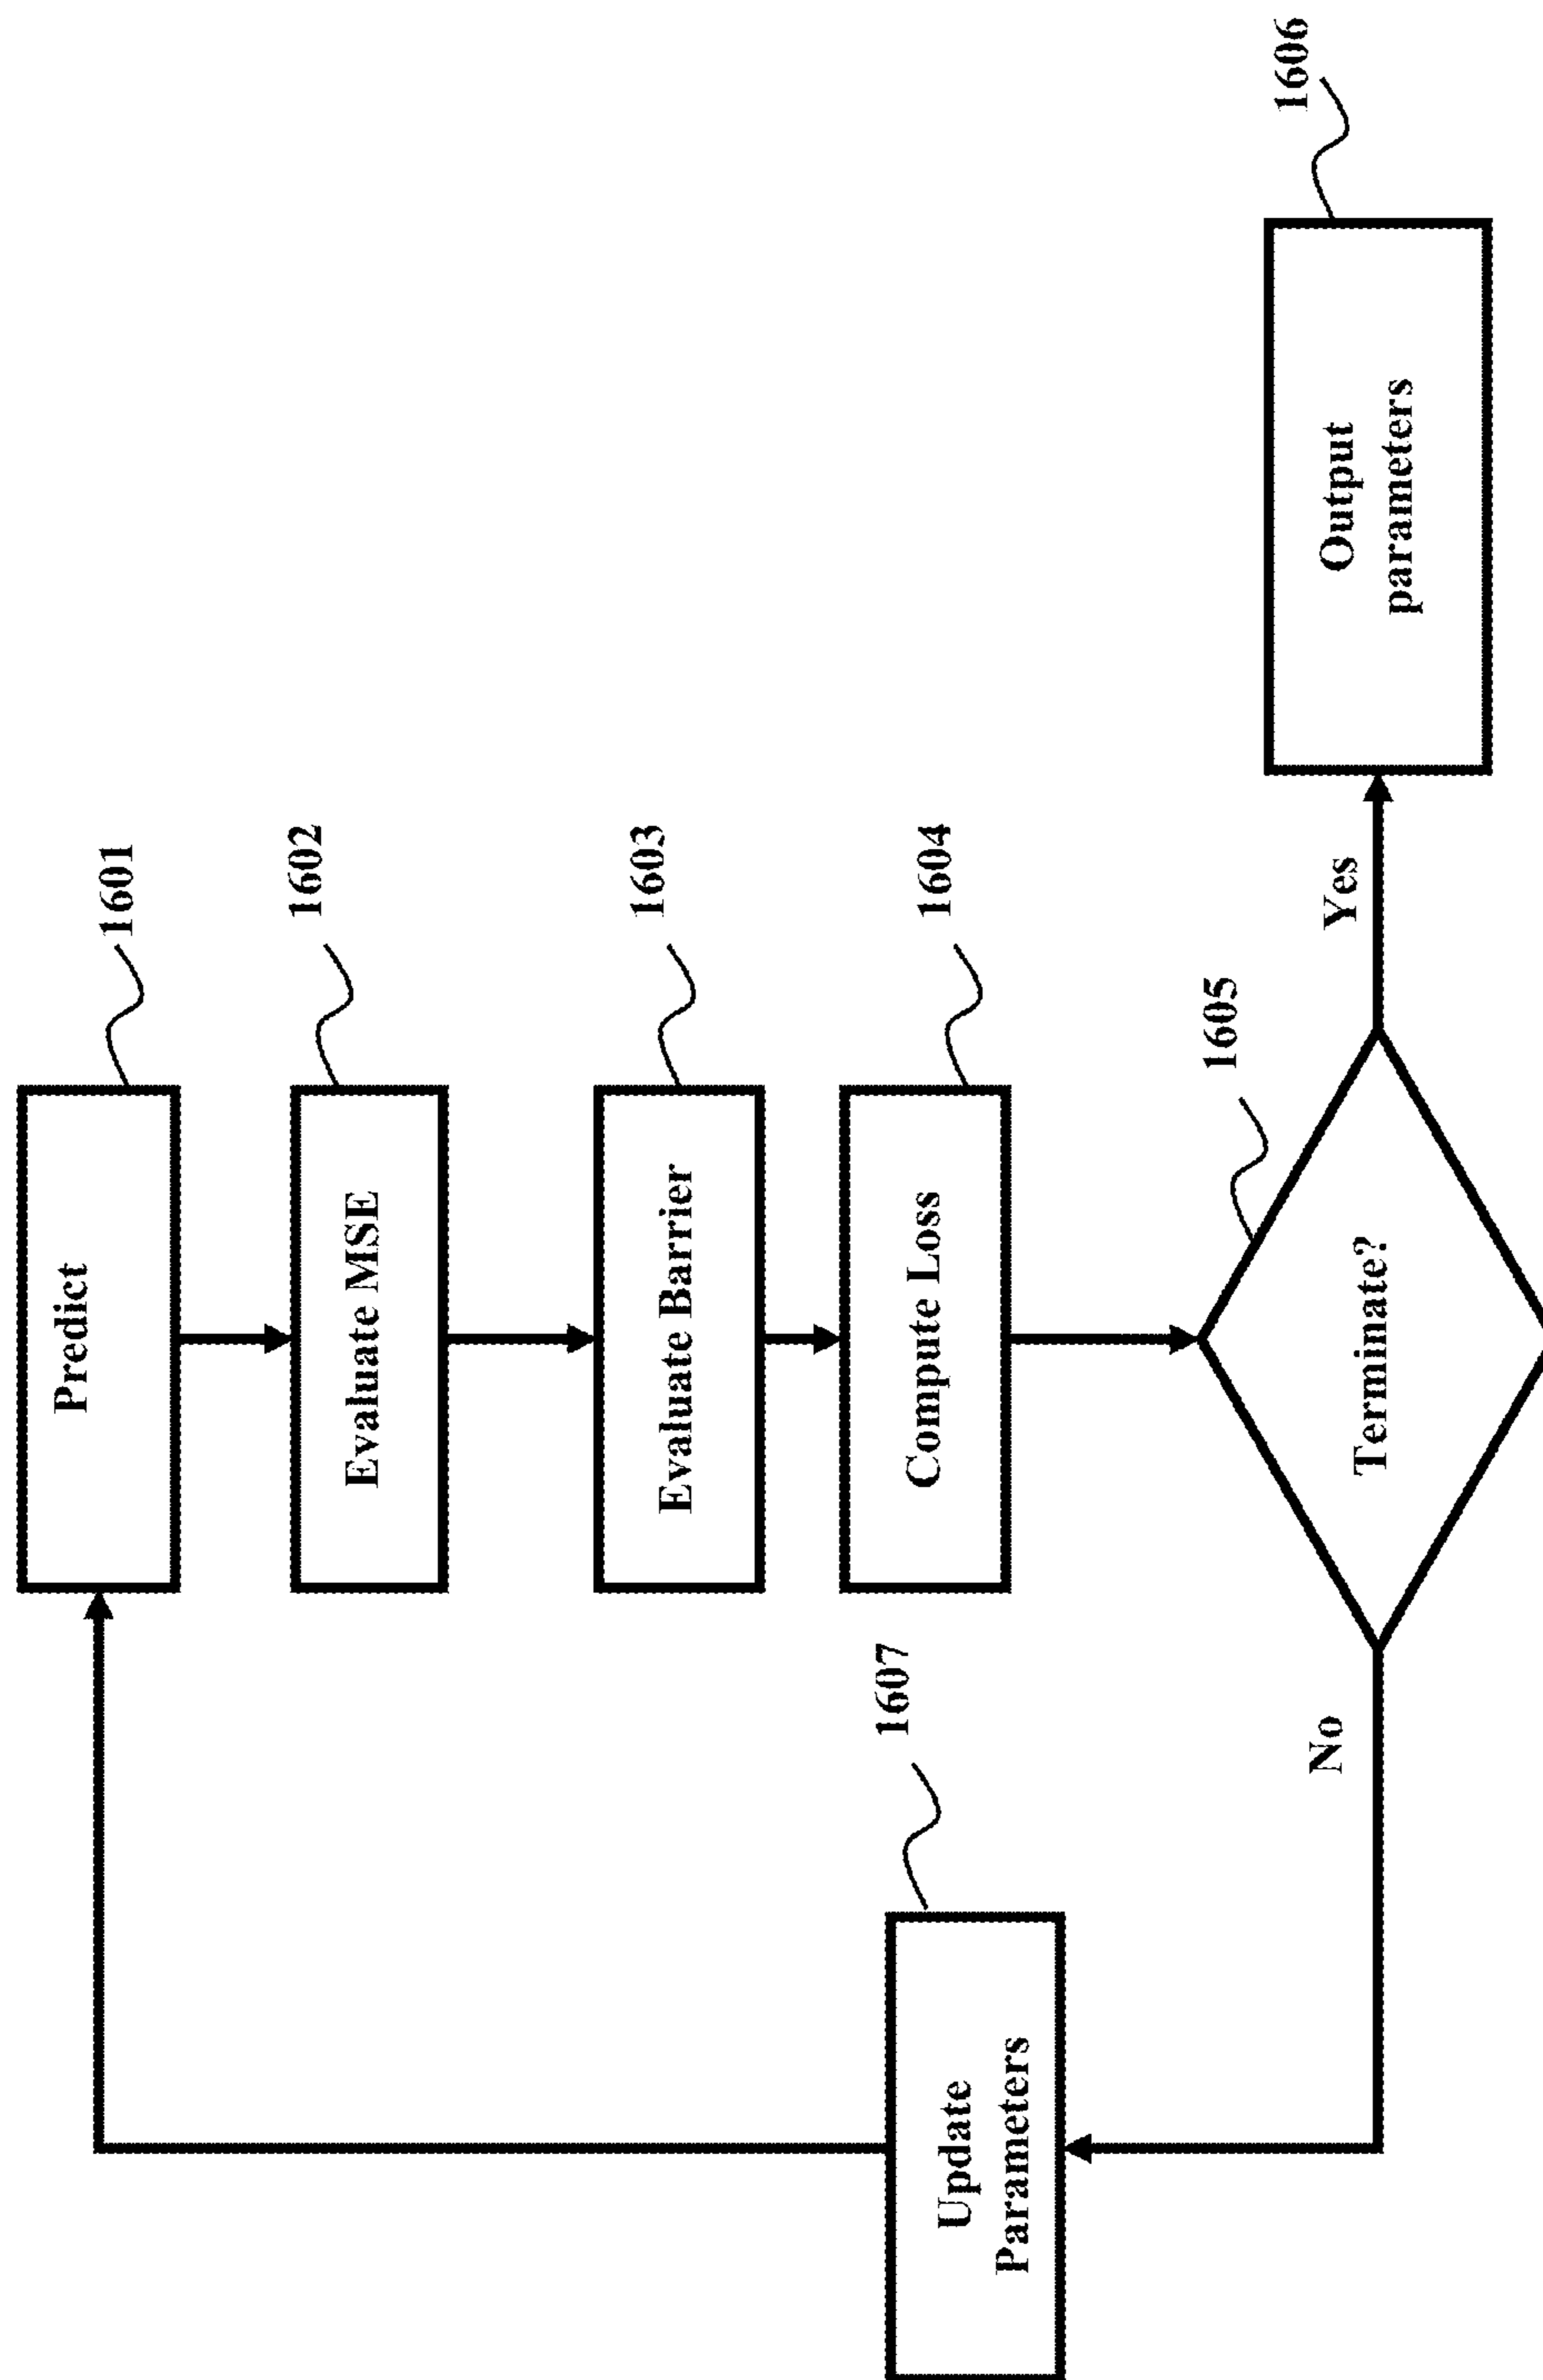 Predict
1601
Evaluate MSE
1602
Evaluate Barrier
1603
Compute Loss
1604
1607
Update
Parameters
1605
Terminate?
No
Yes
1606
Output
parameters